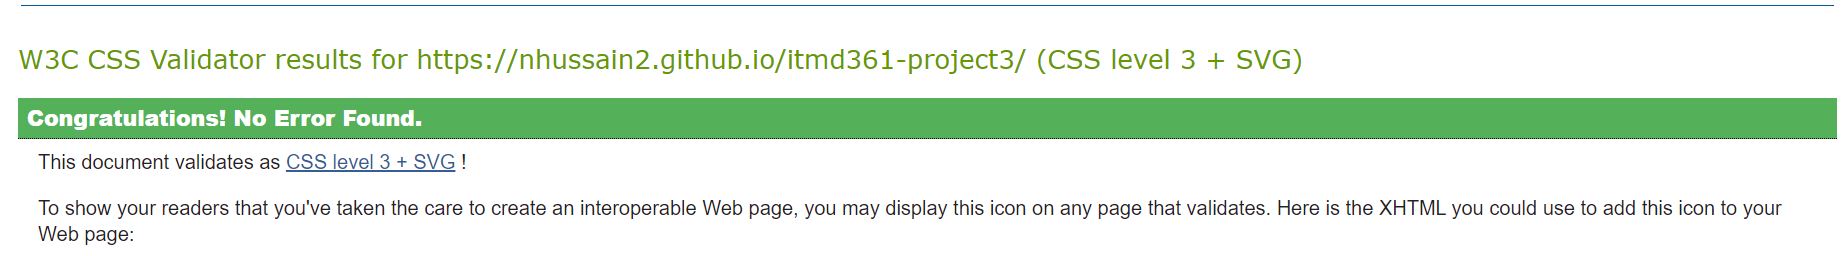 W3C CSS Validator results for https://nhussain2.github.io/itmd361-project3/ (CSS level 3 + SVG)
Congratulations! No Error Found.
This document validates as CSS level 3 + SVG !
To show your readers that you've taken the care to create an interoperable Web page, you may display this icon on any page that validates. Here is the XHTML you could use to add this icon to your
Web page: